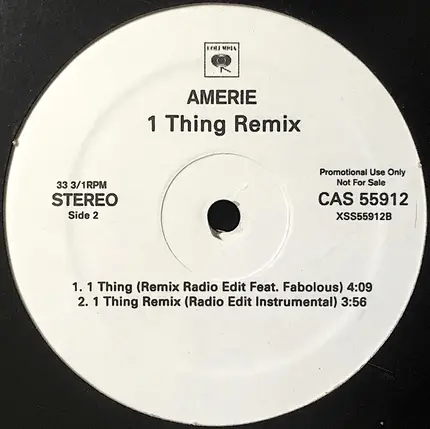 COLUMBIA
AMERIE
1 Thing Remix
33 3/1RPM
STEREO
Side 2
Promotional Use Only
Not For Sale
CAS 55912
XSS55912B
1. 1 Thing (Remix Radio Edit Feat. Fabolous) 4:09
2. 1 Thing Remix (Radio Edit Instrumental) 3:56